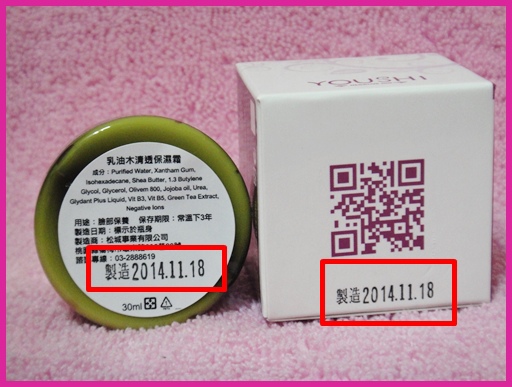 乳油木清透保濕霜
成分：Purified Water, Xantham Gum,
Isohexadecane, Shea Butter, 1.3 Butylene
Glycol, Glycerol, Olivem 800, Jojoba oil, Urea,
Glydant Plus Liquid, Vit B3, Vit B5, Green Tea Extract,
Negative Ions
用途：臉部保養 保存期限：常溫下3年
製造日期：標示於瓶身
製造商：松城事業有限公司
專線：03-2888619
製造2014.11.18
30ml
YOUSHI
製造2014.11.18